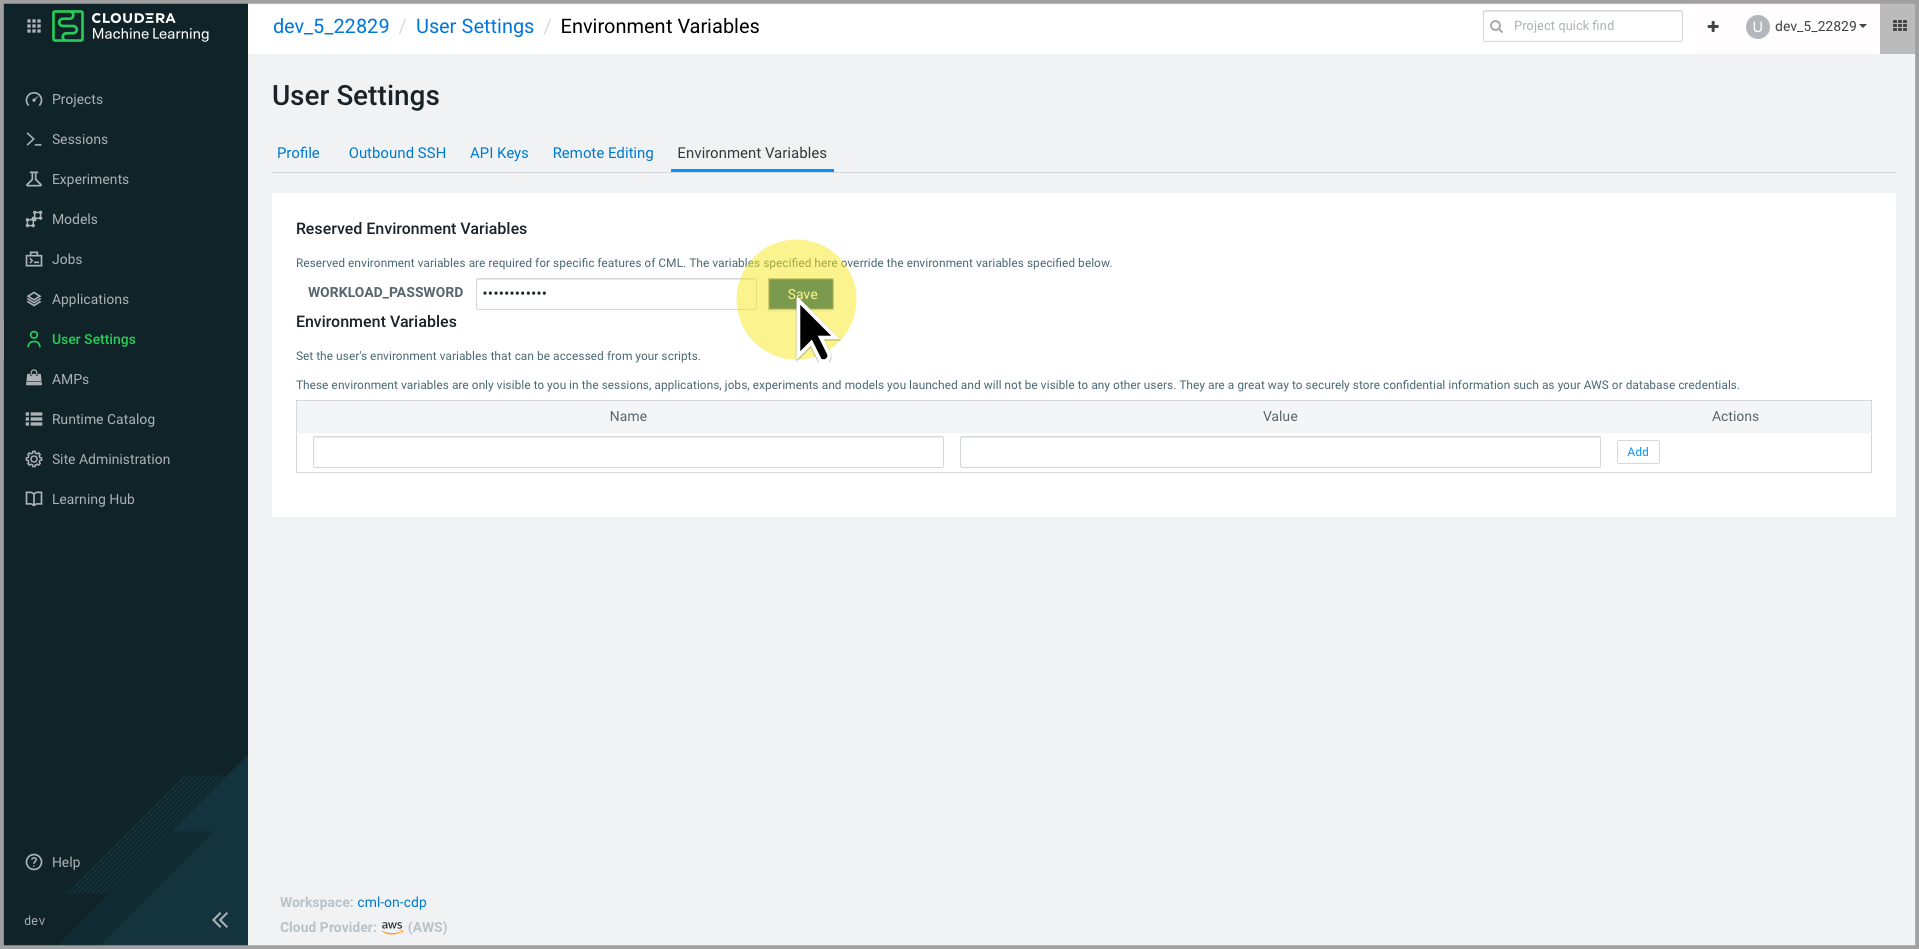 CLOUDERA
Machine Learning
dev_5_22829 / User Settings / Environment Variables
Project quick find
U dev_5_22829
Projects
Sessions
Experiments
Models
Jobs
Applications
User Settings
AMPs
Runtime Catalog
Site Administration
Learning Hub
Help
dev
User Settings
Profile Outbound SSH API Keys Remote Editing Environment Variables
Reserved Environment Variables
Reserved environment variables are required for specific features of CML. The variables specified here override the environment variables specified below.
WORKLOAD_PASSWORD •••••••••••• Save
Environment Variables
Set the user's environment variables that can be accessed from your scripts.
These environment variables are only visible to you in the sessions, applications, jobs, experiments and models you launched and will not be visible to any other users. They are a great way to securely store confidential information such as your AWS or database credentials.
Name Value Actions
Add
Workspace: cml-on-cdp
Cloud Provider: aws (AWS)